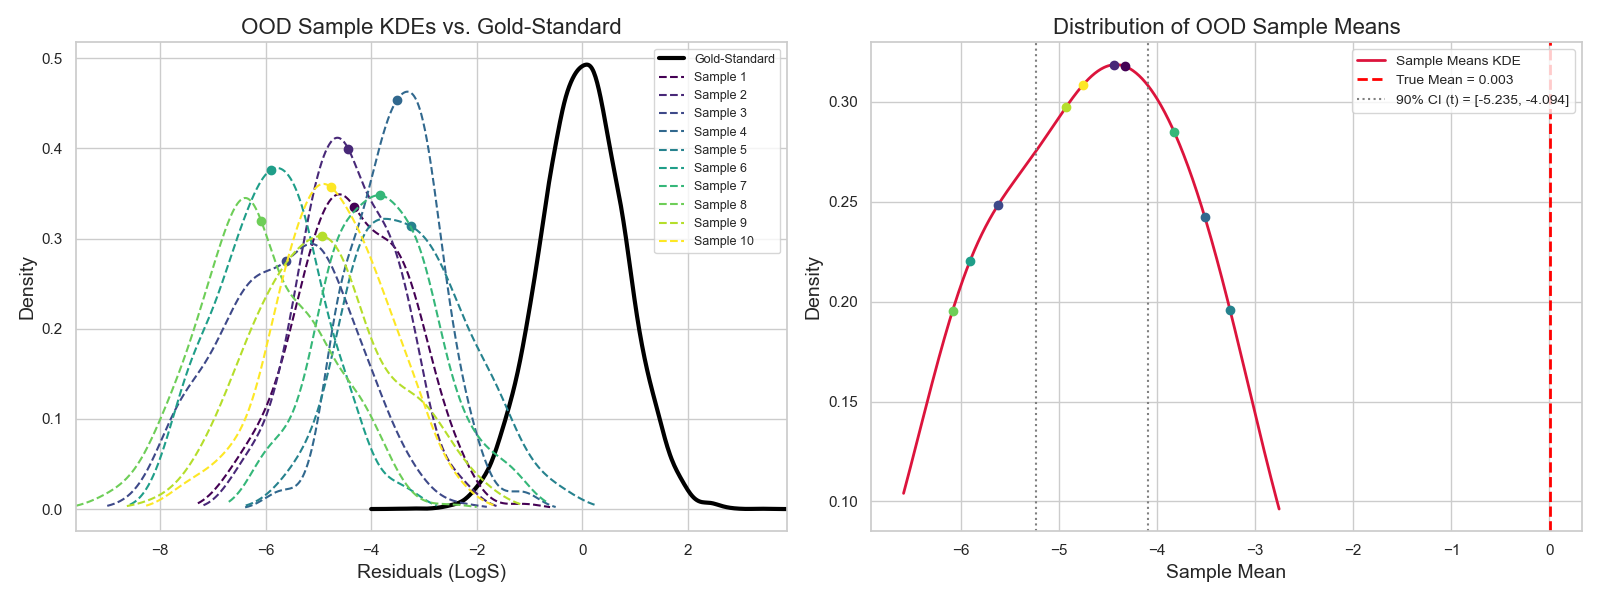 OOD Sample KDEs vs. Gold-Standard
0.5
0.4
0.3
0.2
0.1
0.0
Density
−8
−6
−4
−2
0
2
Residuals (LogS)
Gold-Standard
Sample 1
Sample 2
Sample 3
Sample 4
Sample 5
Sample 6
Sample 7
Sample 8
Sample 9
Sample 10
Distribution of OOD Sample Means
0.30
0.25
0.20
0.15
0.10
Density
−6
−5
−4
−3
−2
−1
0
Sample Mean
Sample Means KDE
True Mean = 0.003
90% CI (t) = [-5.235, -4.094]